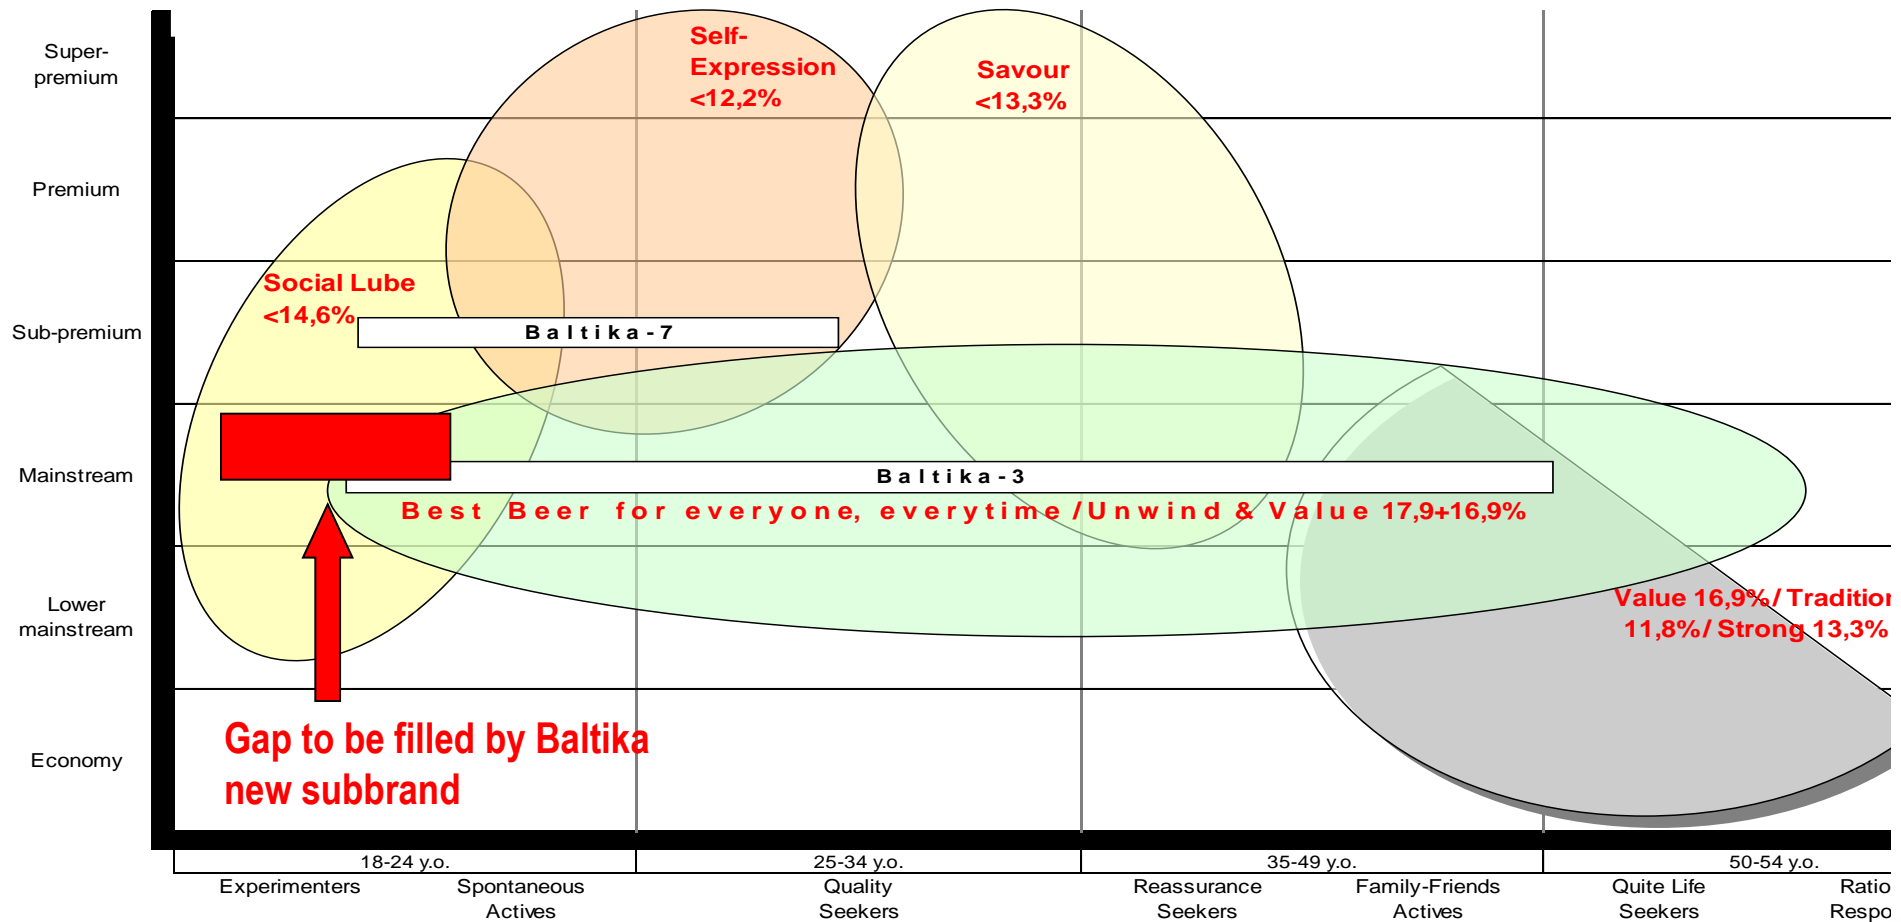 Super-
premium
Premium
Sub-premium
Mainstream
Lower
mainstream
Economy
Self-
Expression
<12,2%
Savour
<13,3%
Social Lube
<14,6%
Baltika-7
Baltika-3
Best Beer for everyone, everytime /Unwind & Value 17,9+16,9%
Value 16,9% / Tradition
11,8% / Strong 13,3%
Gap to be filled by Baltika
new subbrand
18-24 y.o.
25-34 y.o.
35-49 y.o.
50-54 y.o.
Experimenters
Spontaneous
Actives
Quality
Seekers
Reassurance
Seekers
Family-Friends
Actives
Quite Life
Seekers
Ratio
Respo